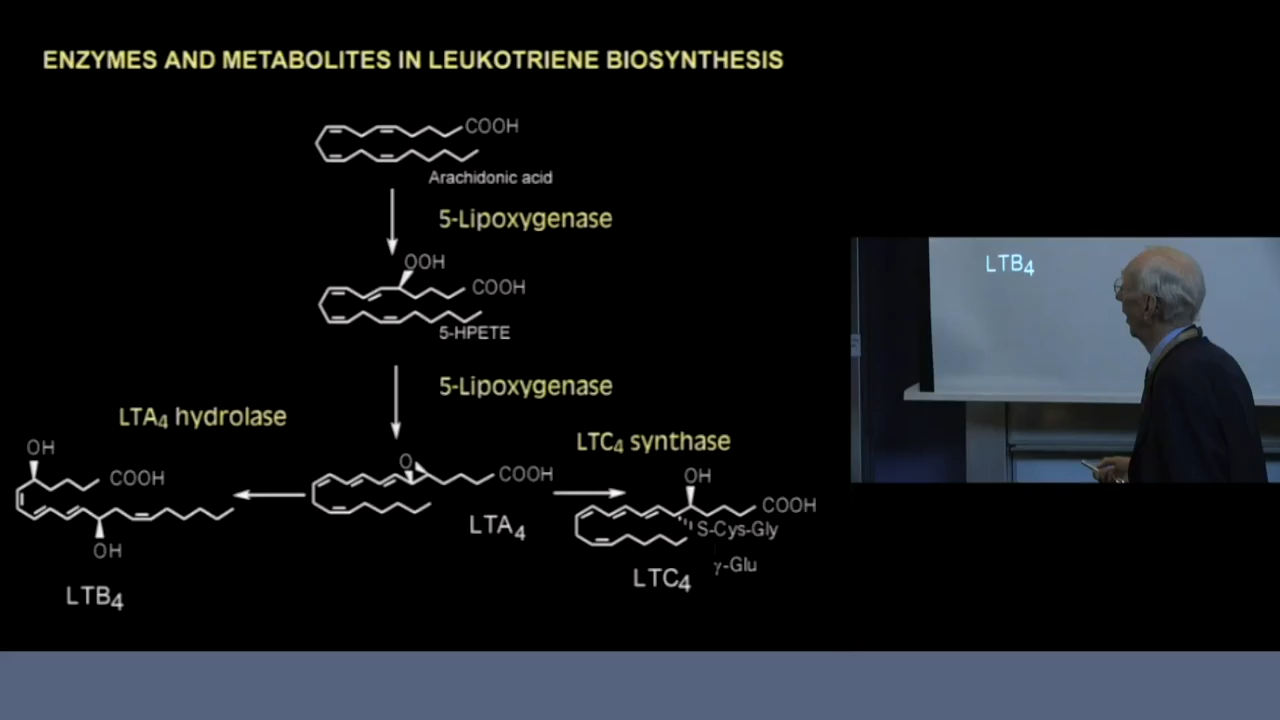 ENZYMES AND METABOLITES IN LEUKOTRIENE BIOSYNTHESIS
COOH
Arachidonic acid
5-Lipoxygenase
OOH
COOH
5-HPETE
5-Lipoxygenase
LTA4 hydrolase
LTC4 synthase
OH
COOH
OH
LTB4
O
COOH
LTA4
OH
COOH
S-Cys-Gly
γ-Glu
LTC4
LTB4